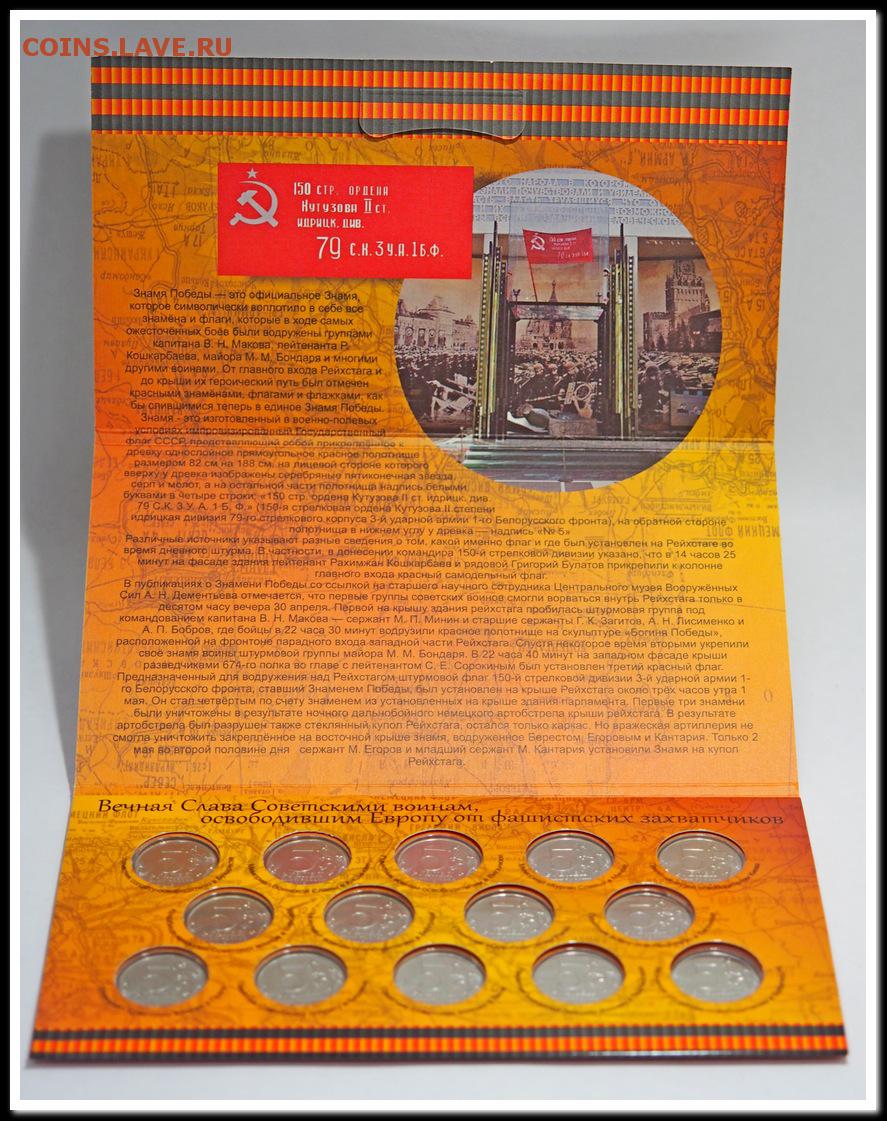 COINS.LAVE.РУ
150 СТР. ОРДЕНА
КУТУЗОВА II СТ.
ИДРИЦК. ДИВ.
79 С.К. 3 У.А. 1 Б.Ф.
Знамя Победы — это официальное Знамя,
которое символически воплотило в себе все
знамёна и флаги, которые в ходе самых
ожесточённых боёв были водружены группами
капитана В. Н. Макова, лейтенанта Р.
Кошкарбаева, майора М. М. Бондаря и многими
другими воинами. От главного входа Рейхстага и
до крыши их героический путь был отмечен
красными знамёнами, флагами и флажками, как
бы слившимися теперь в единое Знамя Победы.
Знамя - это изготовленный в военно-полевых
условиях импровизированный Государственный
флаг СССР, представляющий собой прикреплённое к
древку однослойное прямоугольное красное полотнище
размером 82 см на 188 см, на лицевой стороне которого
вверху у древка изображены серебряные пятиконечная звезда,
серп и молот, а на остальной части полотнища надпись белыми
буквами в четыре строки: «150 стр. ордена Кутузова II ст. идрицк. див.
79 С.К. 3 У. А. 1 Б. Ф.» (150-я стрелковая ордена Кутузова II степени
идрицкая дивизия 79-го стрелкового корпуса 3-й ударной армии 1-го Белорусского фронта), на обратной стороне
полотнища в нижнем углу у древка — надпись «№ 5»
Различные источники указывают разные сведения о том, какой именно флаг и где был установлен на Рейхстаге во
время дневного штурма. В частности, в донесении командира 150-й стрелковой дивизии указано, что в 14 часов 25
минут на фасаде здания лейтенант Рахимжан Кошкарбаев и рядовой Григорий Булатов прикрепили к колонне
главного входа красный самодельный флаг.
В публикациях о Знамени Победы со ссылкой на старшего научного сотрудника Центрального музея Вооружённых
Сил А. Н. Дементьева отмечается, что первые группы советских воинов смогли ворваться внутрь Рейхстага только в
десятом часу вечера 30 апреля. Первой на крышу здания рейхстага пробилась штурмовая группа под
командованием капитана В. Н. Макова — сержант М. П. Минин и старшие сержанты Г. К. Загитов, А. Н. Лисименко и
А. П. Бобров, где бойцы в 22 часа 30 минут водрузили красное полотнище на скульптуре «Богиня Победы»,
расположенной на фронтоне парадного входа западной части Рейхстага. Спустя некоторое время вторыми укрепили
своё знамя воины штурмовой группы майора М. М. Бондаря. В 22 часа 40 минут на западном фасаде крыши
разведчиками 674-го полка во главе с лейтенантом С. Е. Сорокиным был установлен третий красный флаг.
Предназначенный для водружения над Рейхстагом штурмовой флаг 150-й стрелковой дивизии 3-й ударной армии 1-
го Белорусского фронта, ставший Знаменем Победы, был установлен на крыше Рейхстага около трёх часов утра 1
мая. Он стал четвёртым по счету знаменем из установленных на крыше здания парламента. Первые три знамени
были уничтожены в результате ночного дальнобойного немецкого артобстрела крыши рейхстага. В результате
артобстрела был разрушен также стеклянный купол Рейхстага, остался только каркас. Но вражеская артиллерия не
смогла уничтожить закреплённое на восточной крыше знамя, водруженное Берестом, Егоровым и Кантария. Только 2
мая во второй половине дня сержант М. Егоров и младший сержант М. Кантария установили Знамя на купол
Рейхстага.
Вечная Слава Советскими воинам,
освободившим Европу от фашистских захватчиков